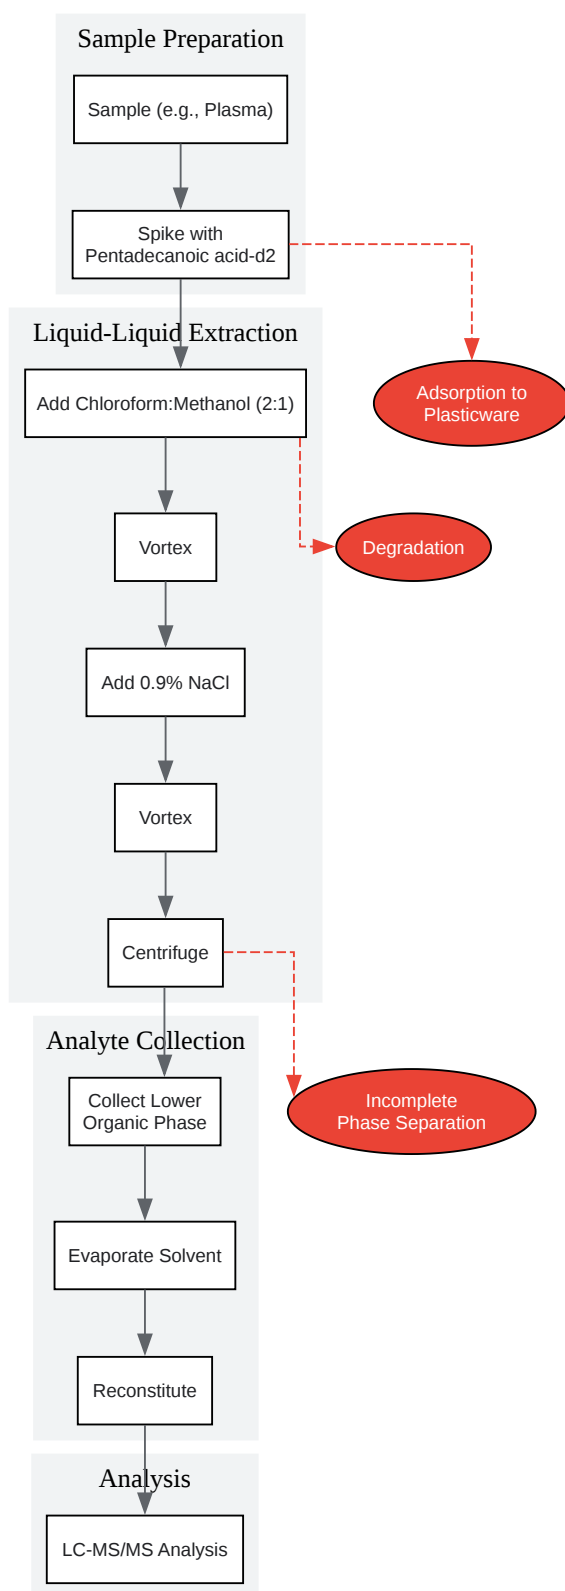 Sample Preparation
Sample (e.g., Plasma)
Spike with
Pentadecanoic acid-d2
Liquid-Liquid Extraction
Add Chloroform:Methanol (2:1)
Adsorption to
Plasticware
Vortex
Degradation
Add 0.9% NaCl
Vortex
Centrifuge
Analyte Collection
Collect Lower
Organic Phase
Incomplete
Phase Separation
Evaporate Solvent
Reconstitute
Analysis
LC-MS/MS Analysis